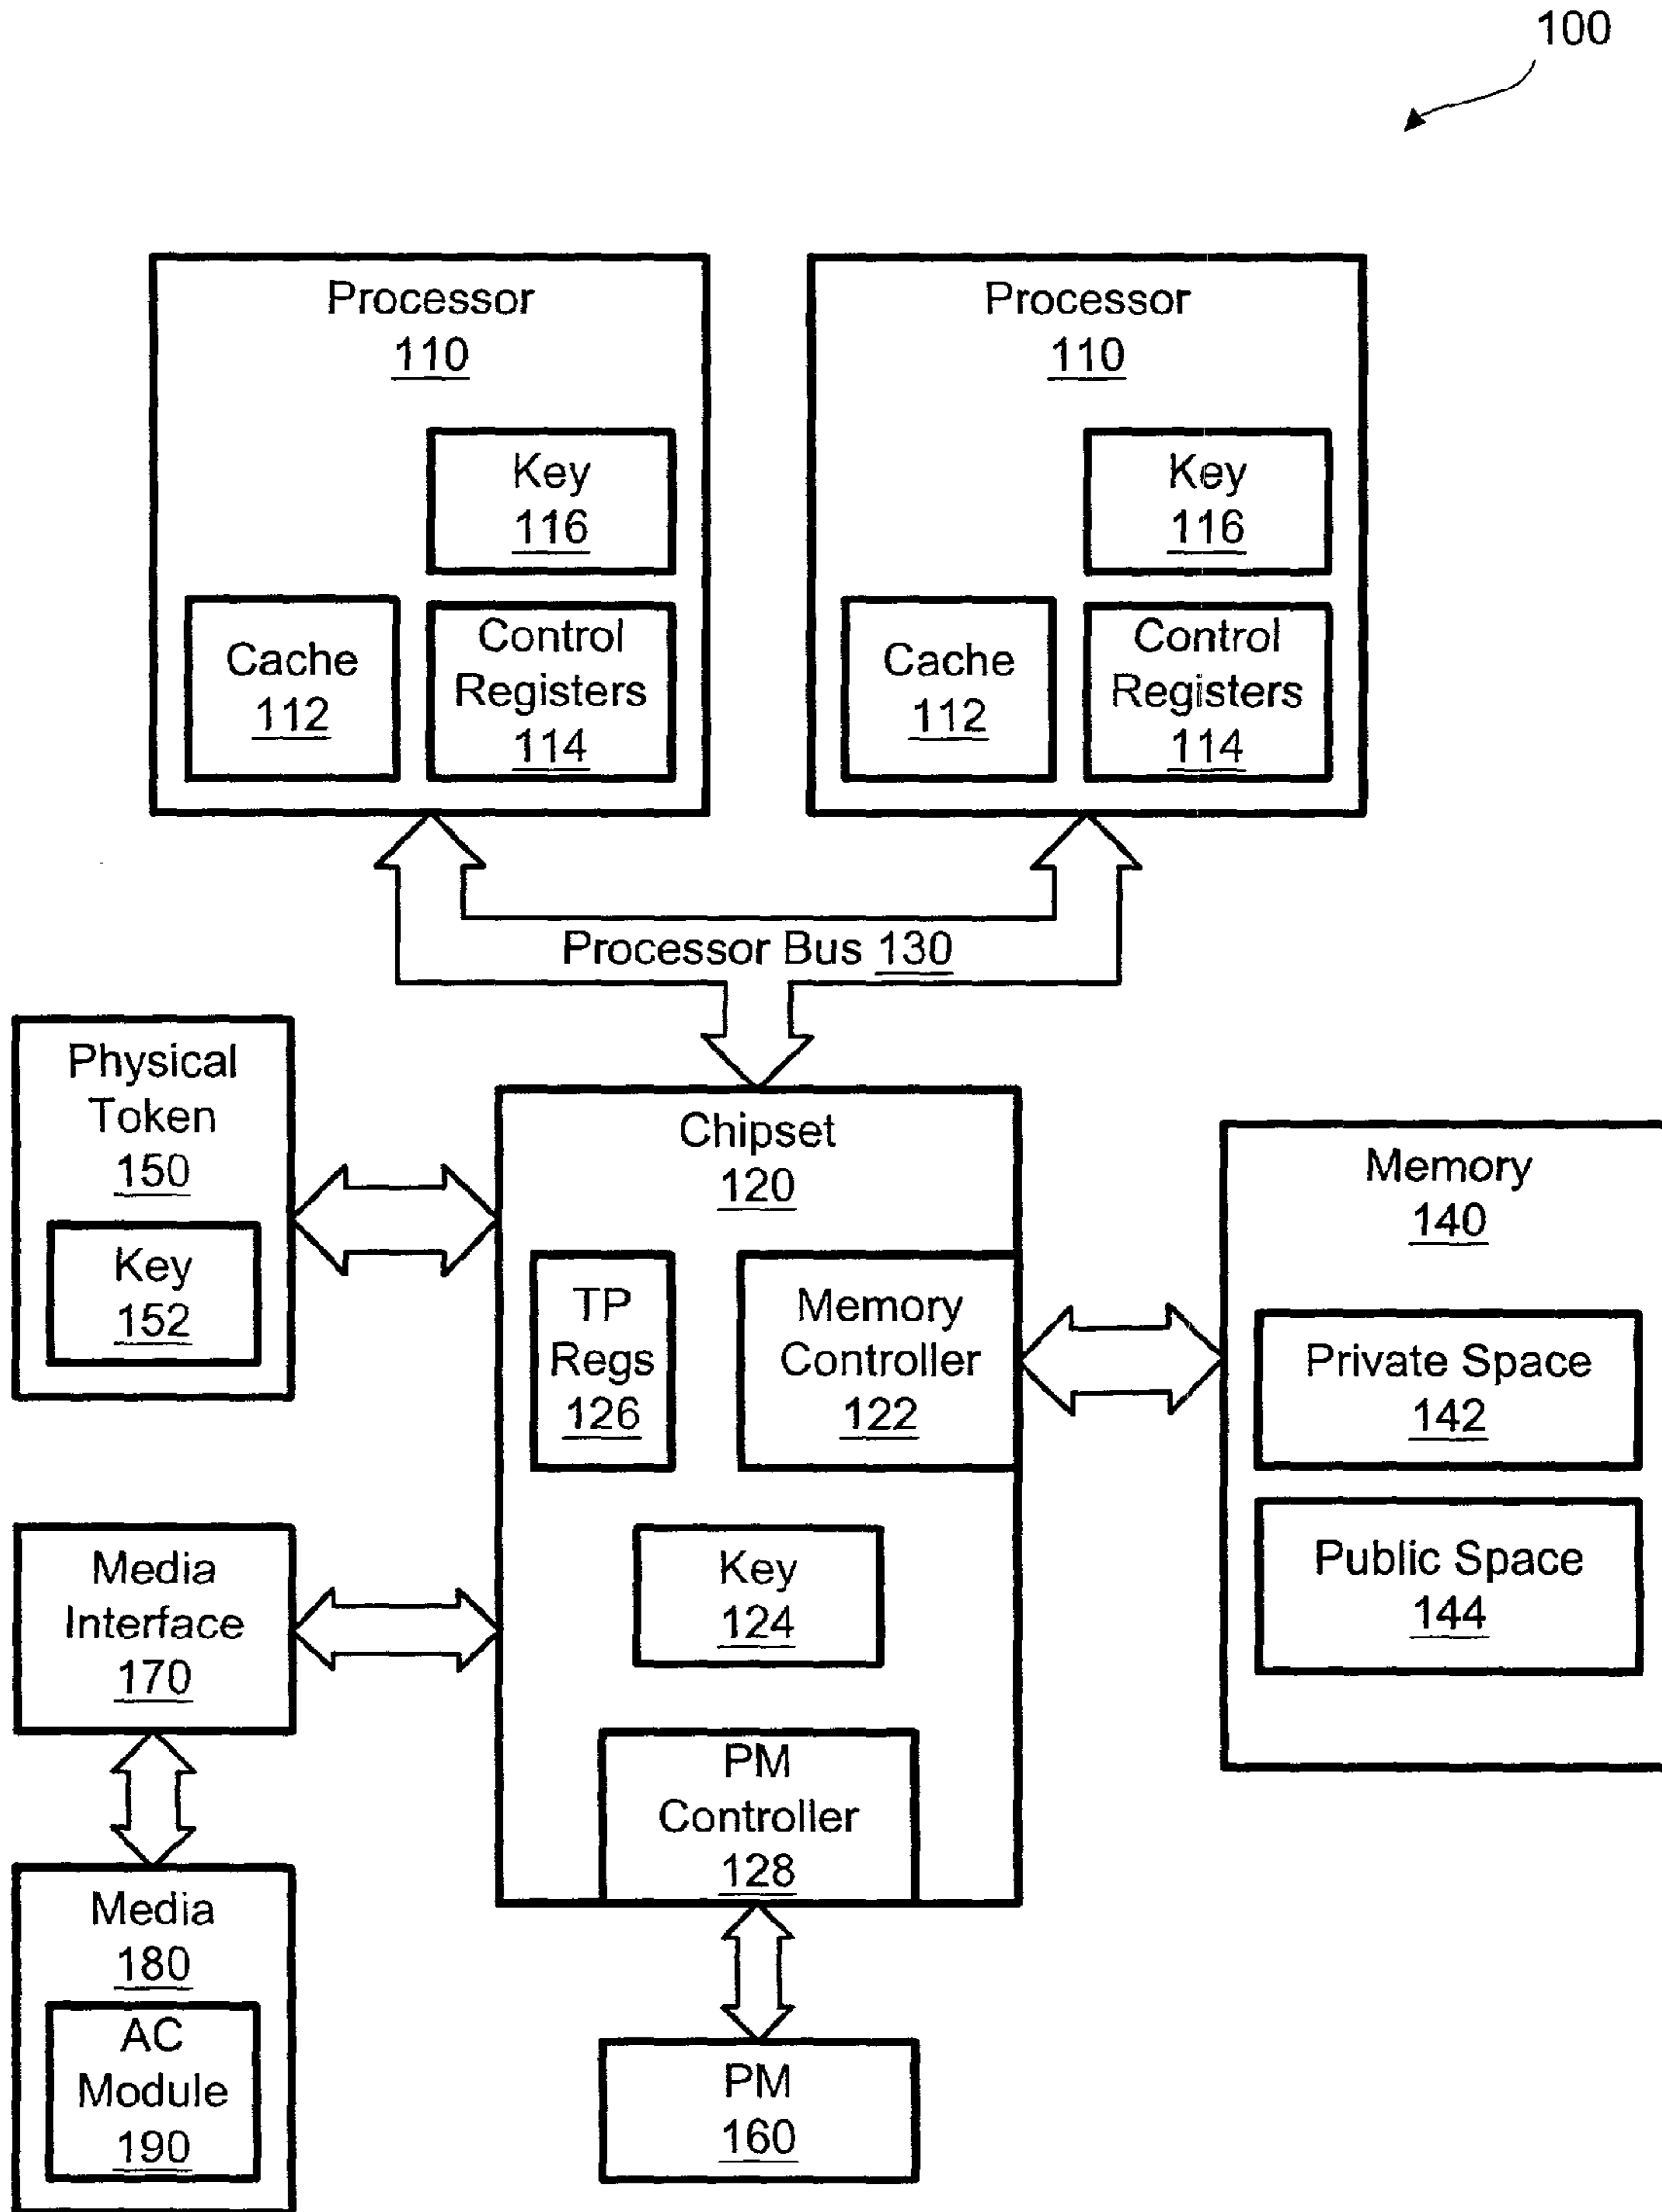 100
Processor
110
Key
116
Cache
112
Control
Registers
114
Processor
110
Key
116
Cache
112
Control
Registers
114
Processor Bus 130
Physical
Token
150
Key
152
Chipset
120
TP
Regs
126
Memory
Controller
122
Key
124
PM
Controller
128
Memory
140
Private Space
142
Public Space
144
Media
Interface
170
Media
180
AC
Module
190
PM
160